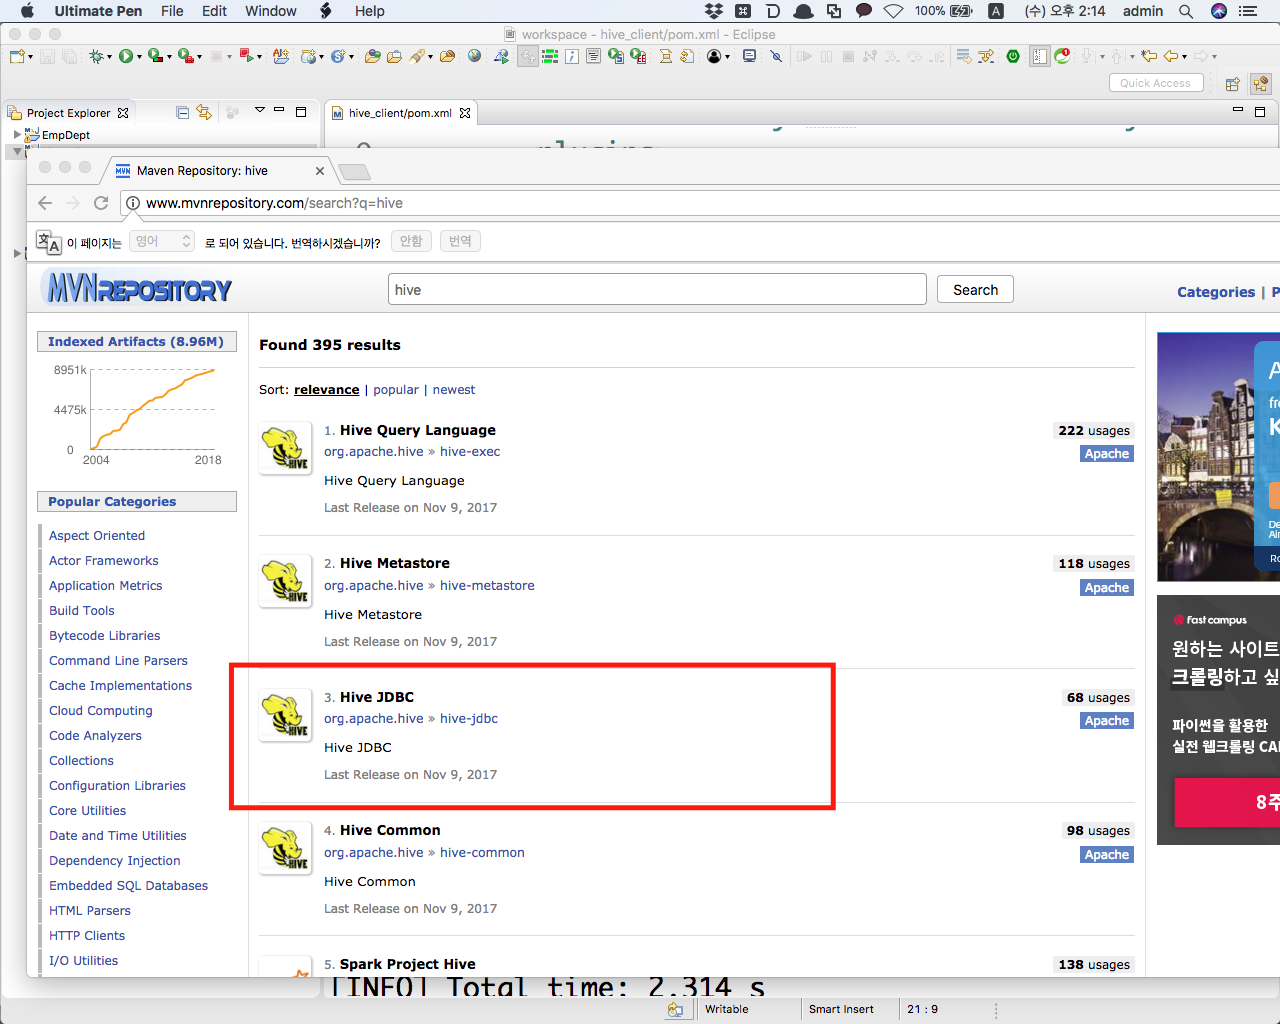 Ultimate Pen File Edit Window Help 100% A (수) 오후 2:14 admin
workspace - hive_client/pom.xml - Eclipse
Quick Access
Project Explorer
hive_client/pom.xml
EmpDept
Maven Repository: hive
www.mvnrepository.com/search?q=hive
이 페이지는 영어 로 되어 있습니다. 번역하시겠습니까? 안함 번역
MVNREPOSITORY
hive
Search
Categories | P
Indexed Artifacts (8.96M)
8951k
4475k
0
2004 2018
Popular Categories
Aspect Oriented
Actor Frameworks
Application Metrics
Build Tools
Bytecode Libraries
Command Line Parsers
Cache Implementations
Cloud Computing
Code Analyzers
Collections
Configuration Libraries
Core Utilities
Date and Time Utilities
Dependency Injection
Embedded SQL Databases
HTML Parsers
HTTP Clients
I/O Utilities
Found 395 results
Sort: relevance | popular | newest
1. Hive Query Language
222 usages
org.apache.hive » hive-exec
Apache
Hive Query Language
Last Release on Nov 9, 2017
2. Hive Metastore
118 usages
org.apache.hive » hive-metastore
Apache
Hive Metastore
Last Release on Nov 9, 2017
3. Hive JDBC
68 usages
org.apache.hive » hive-jdbc
Apache
Hive JDBC
Last Release on Nov 9, 2017
4. Hive Common
98 usages
org.apache.hive » hive-common
Apache
Hive Common
Last Release on Nov 9, 2017
5. Spark Project Hive
138 usages
fast campus
원하는 사이트
크롤링하고 싶
파이썬을 활용한
실전 웹크롤링 CA
8주
[INFO] Total time: 2.314 s
Writable Smart Insert 21 : 9